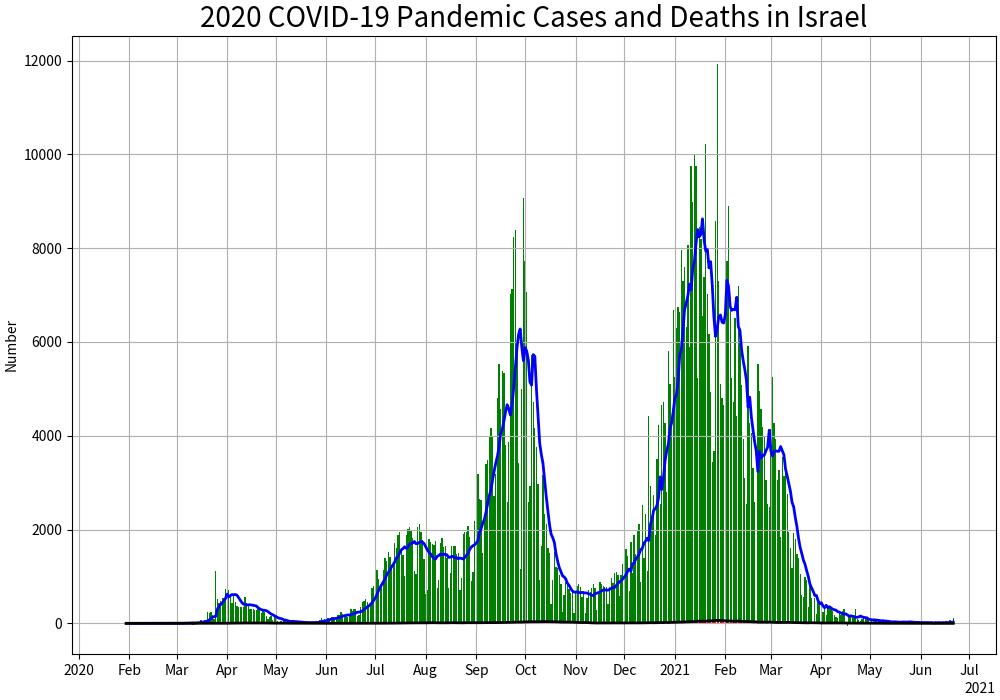 2020 COVID-19 Pandemic Cases and Deaths in Israel
12000
10000
8000
6000
4000
2000
0
Number
2020 Feb Mar Apr May Jun Jul Aug Sep Oct Nov Dec 2021 Feb Mar Apr May Jun Jul
2021